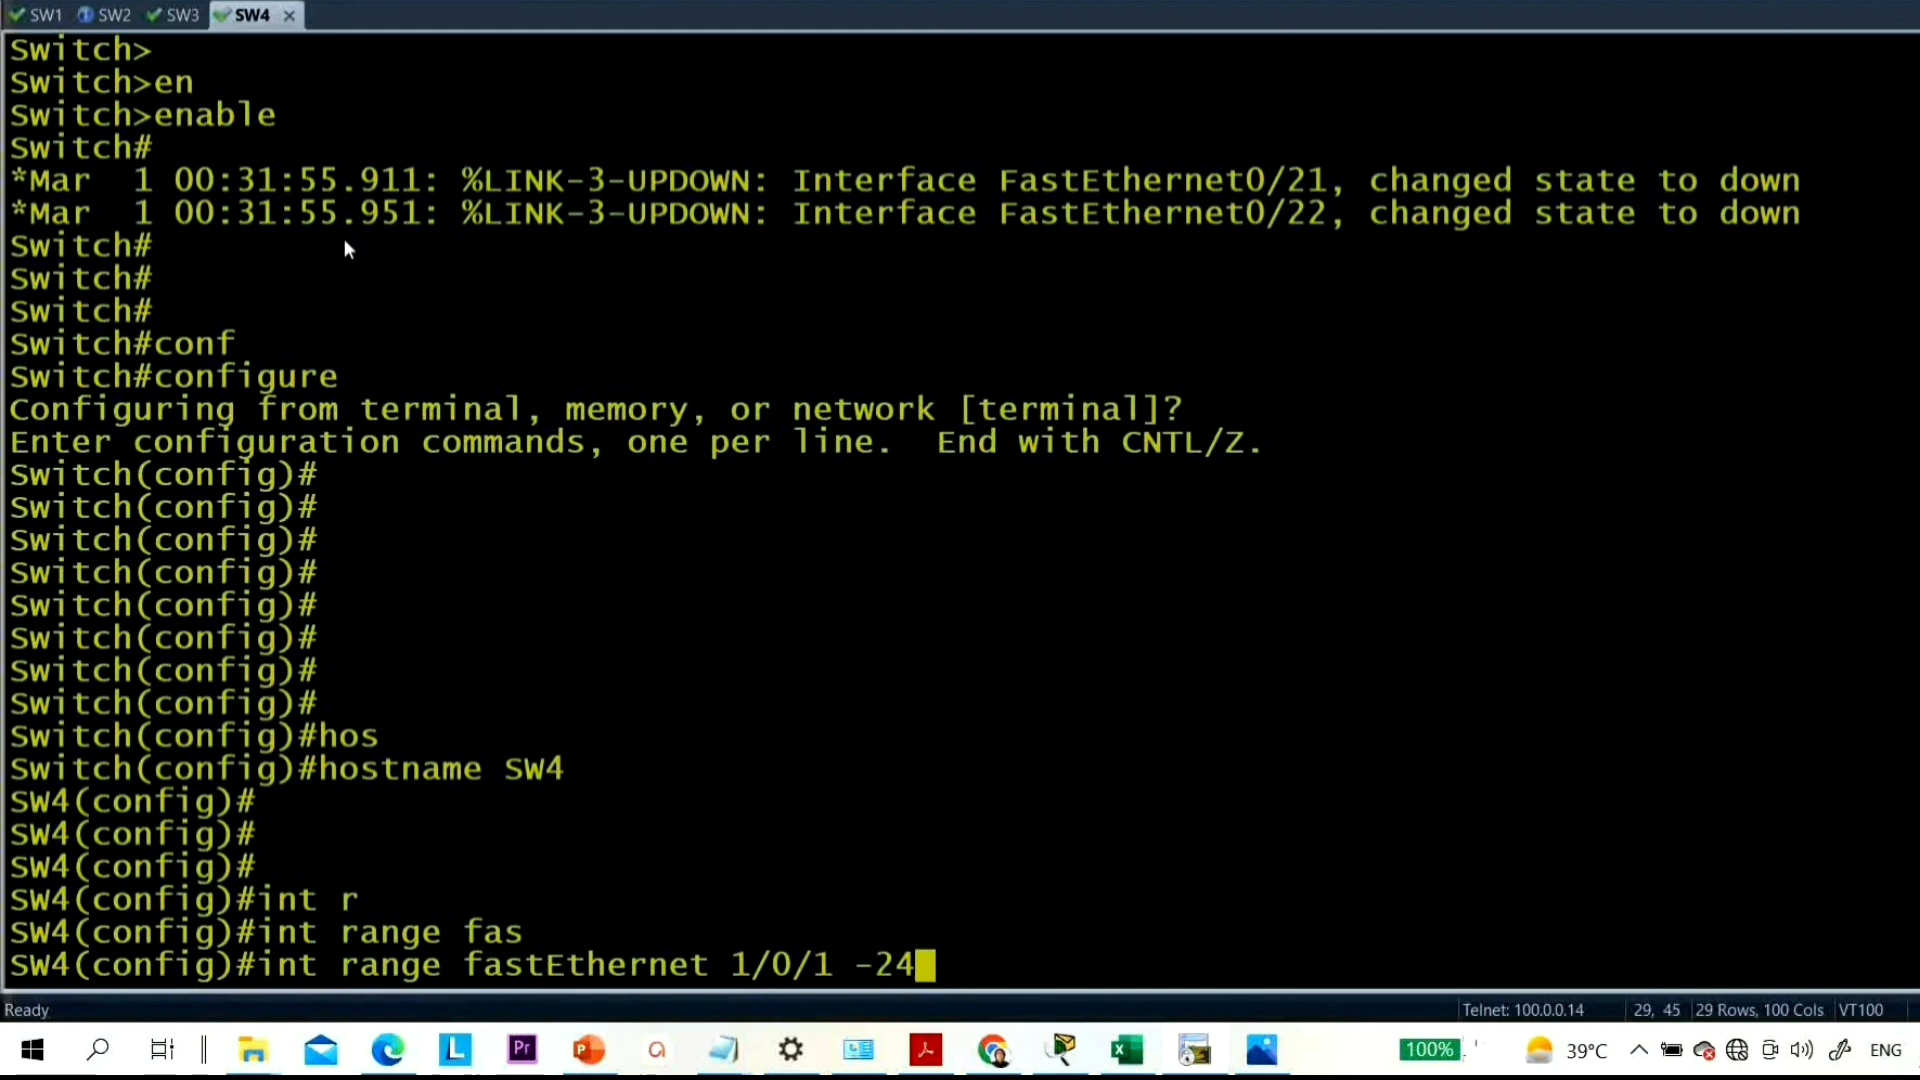 SW1 SW2 SW3 SW4
Switch>
Switch>en
Switch>enable
Switch#
*Mar  1 00:31:55.911: %LINK-3-UPDOWN: Interface FastEthernet0/21, changed state to down
*Mar  1 00:31:55.951: %LINK-3-UPDOWN: Interface FastEthernet0/22, changed state to down
Switch#
Switch#
Switch#
Switch#conf
Switch#configure
Configuring from terminal, memory, or network [terminal]?
Enter configuration commands, one per line.  End with CNTL/Z.
Switch(config)#
Switch(config)#
Switch(config)#
Switch(config)#
Switch(config)#
Switch(config)#
Switch(config)#
Switch(config)#
Switch(config)#hos
Switch(config)#hostname SW4
SW4(config)#
SW4(config)#
SW4(config)#
SW4(config)#int r
SW4(config)#int range fas
SW4(config)#int range fastEthernet 1/0/1 -24
Ready Telnet: 100.0.0.14 29, 45 29 Rows, 100 Cols VT100
L Pr P X 100% 39°C ENG